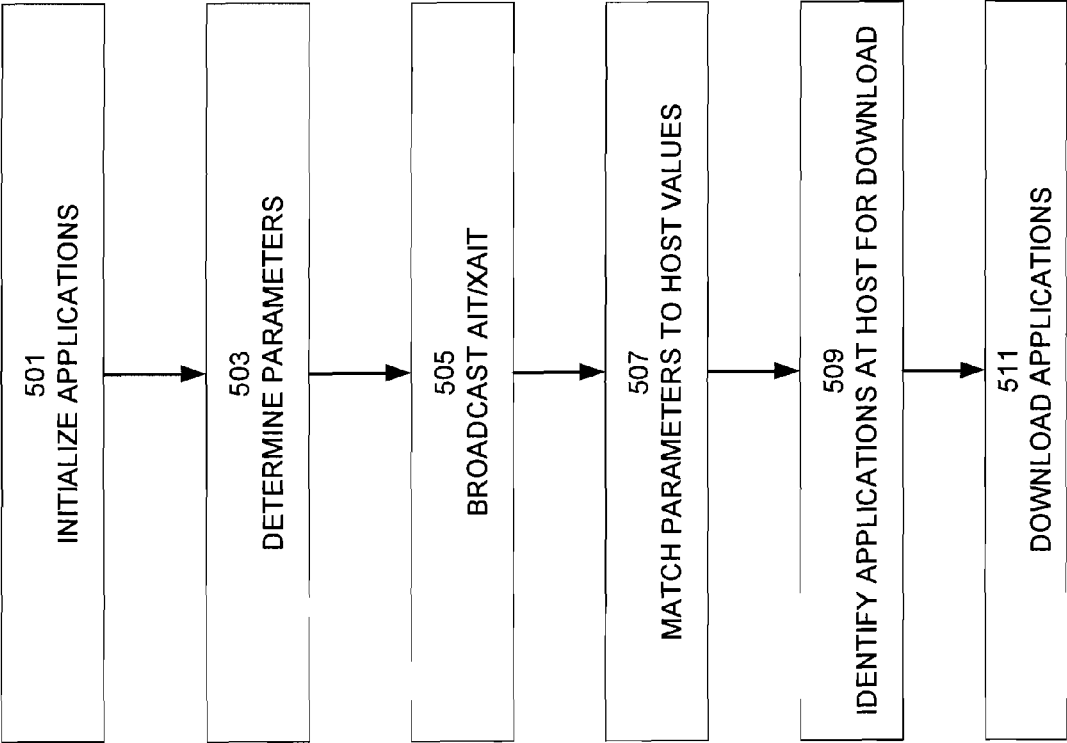 501
INITIALIZE APPLICATIONS
503
DETERMINE PARAMETERS
505
BROADCAST AIT/XAIT
507
MATCH PARAMETERS TO HOST VALUES
509
IDENTIFY APPLICATIONS AT HOST FOR DOWNLOAD
511
DOWNLOAD APPLICATIONS